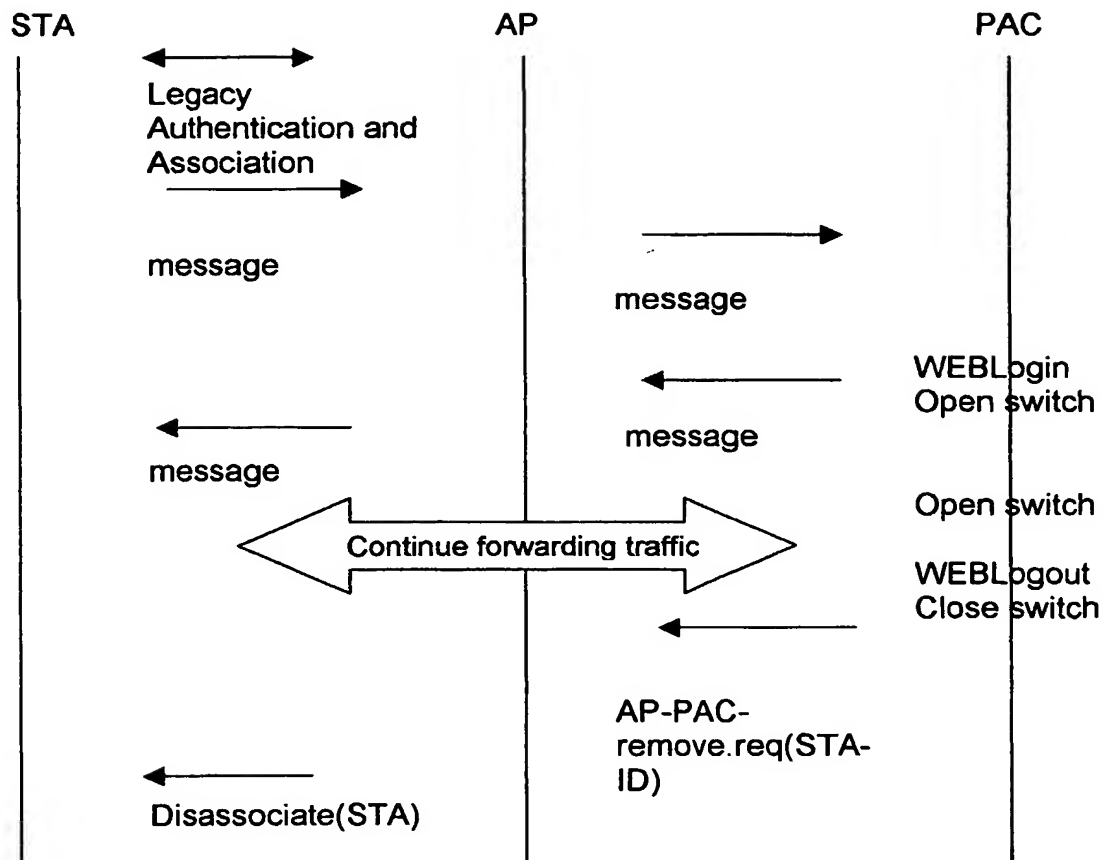 STA
AP
PAC
Legacy
Authentication and
Association
message
message
WEBLogin
Open switch
message
message
Open switch
Continue forwarding traffic
WEBLogout
Close switch
AP-PAC-
remove.req(STA-
ID)
Disassociate(STA)